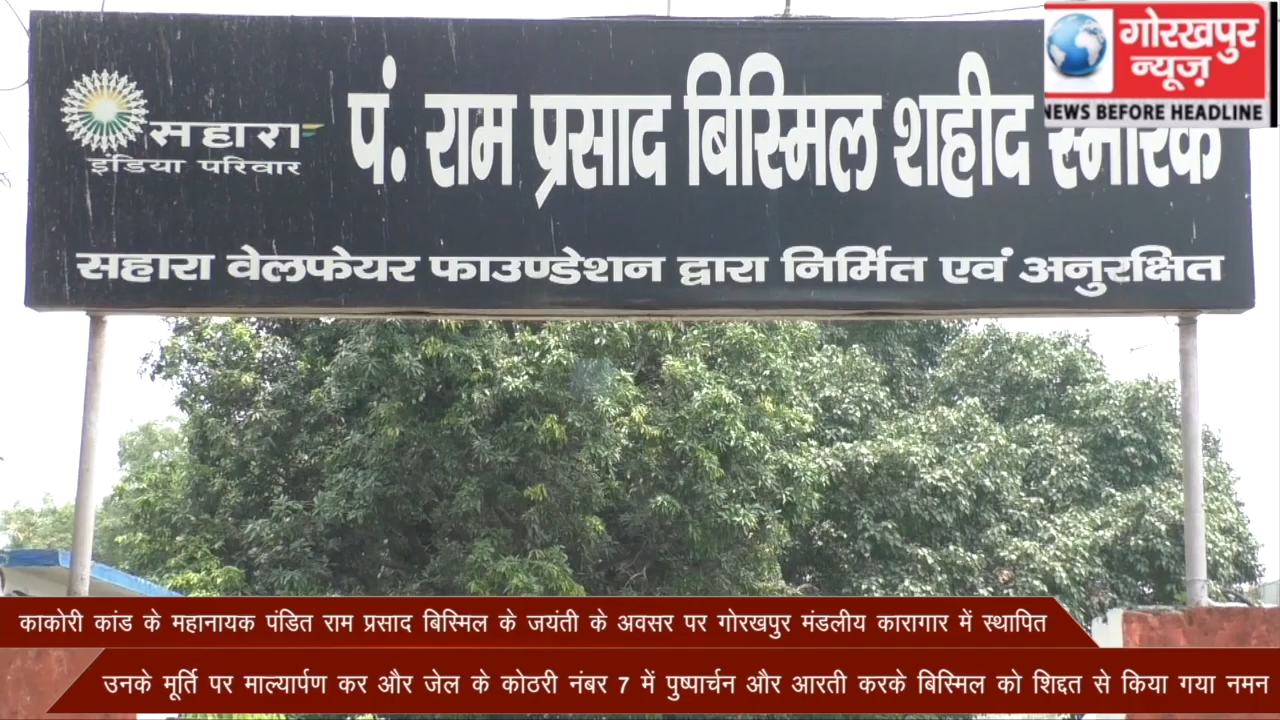 सहारा
इंडिया परिवार
पं. राम प्रसाद बिस्मिल शहीद स्मारक
गोरखपुर
न्यूज़
NEWS BEFORE HEADLINE
सहारा वेलफेयर फाउण्डेशन द्वारा निर्मित एवं अनुरक्षित
काकोरी कांड के महानायक पंडित राम प्रसाद बिस्मिल के जयंती के अवसर पर गोरखपुर मंडलीय कारागार में स्थापित
उनके मूर्ति पर माल्यार्पण कर और जेल के कोठरी नंबर 7 में पुष्पार्चन और आरती करके बिस्मिल को शिद्दत से किया गया नमन